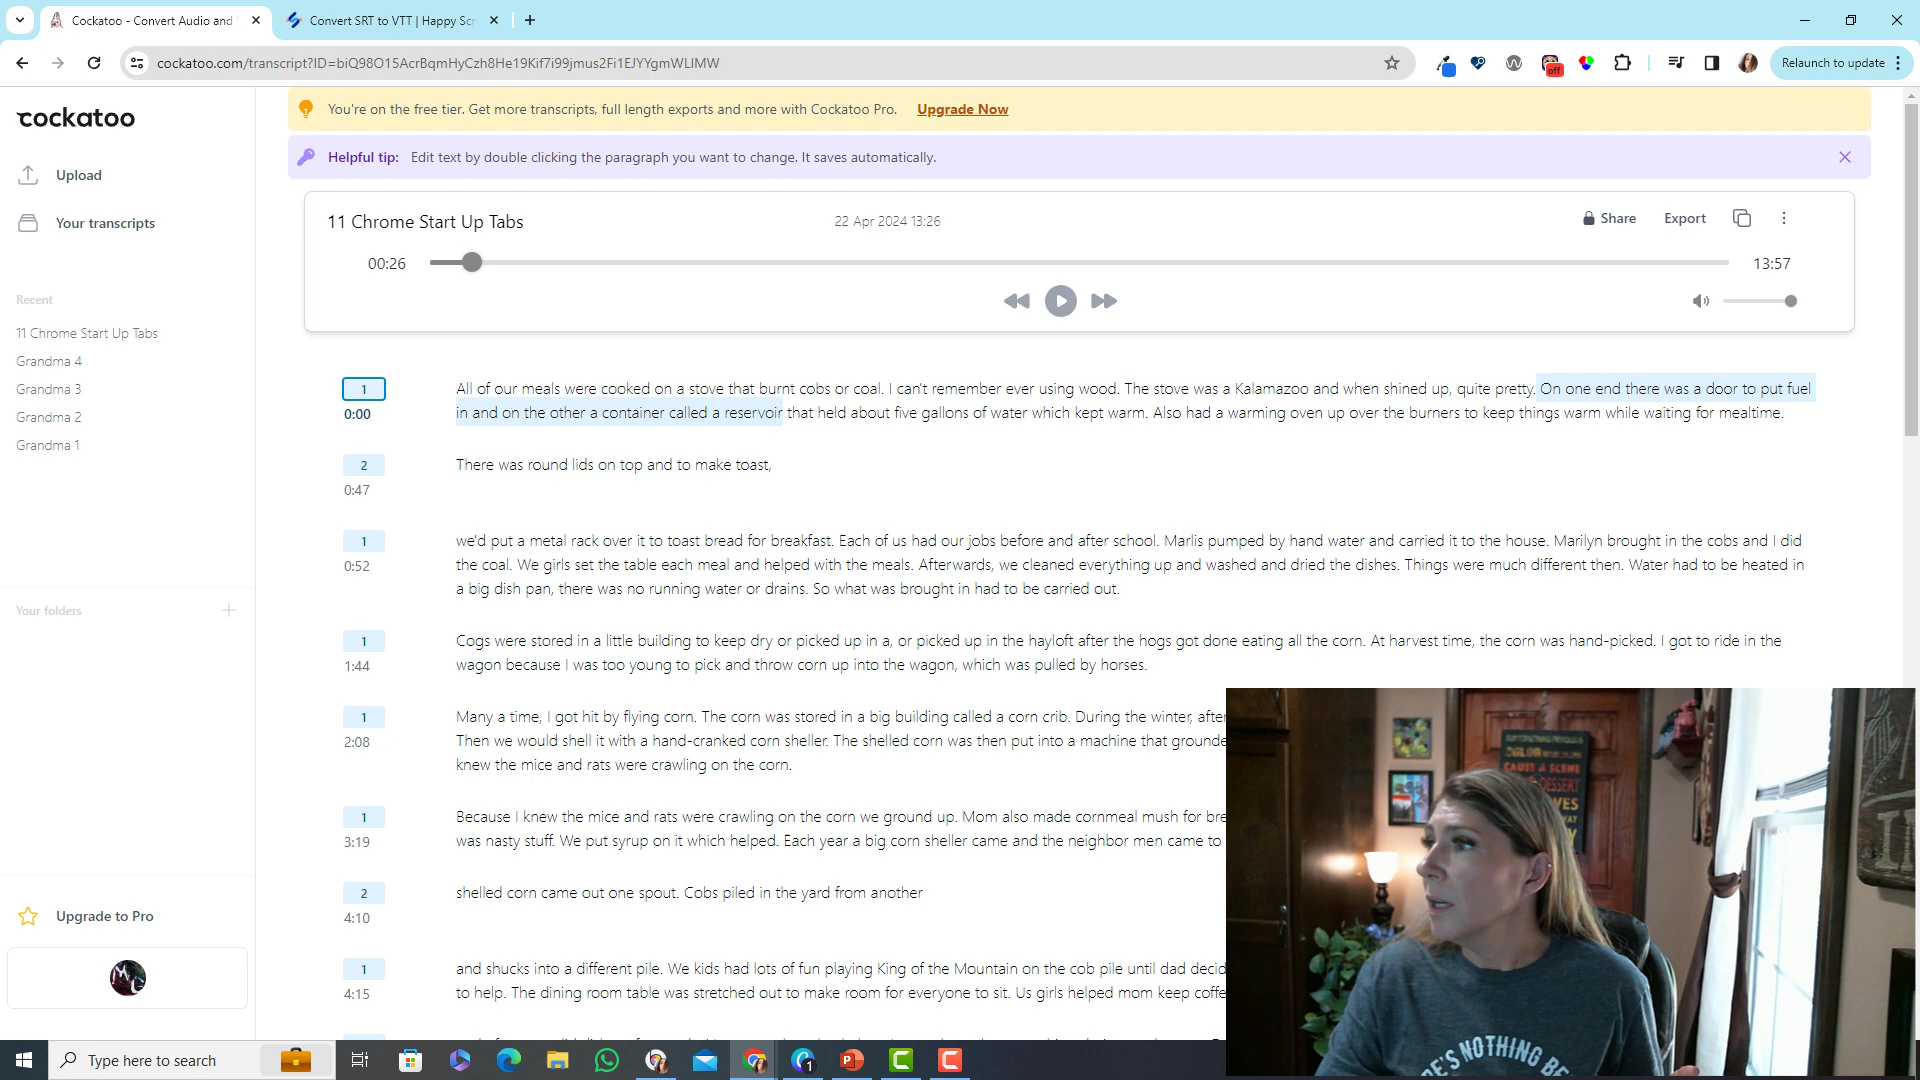 Cockatoo - Convert Audio and
Convert SRT to VTT | Happy Scr
cockatoo.com/transcript?ID=biQ98O15AcrBqmHyCzh8He19Kif7i99jmus2Fi1EJYYgmWLIMW
off
Relaunch to update
cockatoo
Upload
Your transcripts
Recent
11 Chrome Start Up Tabs
Grandma 4
Grandma 3
Grandma 2
Grandma 1
Your folders
Upgrade to Pro
You're on the free tier. Get more transcripts, full length exports and more with Cockatoo Pro. Upgrade Now
Helpful tip: Edit text by double clicking the paragraph you want to change. It saves automatically.
11 Chrome Start Up Tabs
22 Apr 2024 13:26
Share
Export
00:26
13:57
1
0:00
All of our meals were cooked on a stove that burnt cobs or coal. I can't remember ever using wood. The stove was a Kalamazoo and when shined up, quite pretty. On one end there was a door to put fuel
in and on the other a container called a reservoir that held about five gallons of water which kept warm. Also had a warming oven up over the burners to keep things warm while waiting for mealtime.
2
0:47
There was round lids on top and to make toast,
1
0:52
we'd put a metal rack over it to toast bread for breakfast. Each of us had our jobs before and after school. Marlis pumped by hand water and carried it to the house. Marilyn brought in the cobs and I did
the coal. We girls set the table each meal and helped with the meals. Afterwards, we cleaned everything up and washed and dried the dishes. Things were much different then. Water had to be heated in
a big dish pan, there was no running water or drains. So what was brought in had to be carried out.
1
1:44
Cogs were stored in a little building to keep dry or picked up in a, or picked up in the hayloft after the hogs got done eating all the corn. At harvest time, the corn was hand-picked. I got to ride in the
wagon because I was too young to pick and throw corn up into the wagon, which was pulled by horses.
1
2:08
Many a time, I got hit by flying corn. The corn was stored in a big building called a corn crib. During the winter, after
Then we would shell it with a hand-cranked corn sheller. The shelled corn was then put into a machine that grounde
knew the mice and rats were crawling on the corn.
1
3:19
Because I knew the mice and rats were crawling on the corn we ground up. Mom also made cornmeal mush for bre
was nasty stuff. We put syrup on it which helped. Each year a big corn sheller came and the neighbor men came to
2
4:10
shelled corn came out one spout. Cobs piled in the yard from another
1
4:15
and shucks into a different pile. We kids had lots of fun playing King of the Mountain on the cob pile until dad decid
to help. The dining room table was stretched out to make room for everyone to sit. Us girls helped mom keep coffe
COLOR
CAUSE A SCENE
DESSERT
E'S NOTHING BE
Type here to search
1